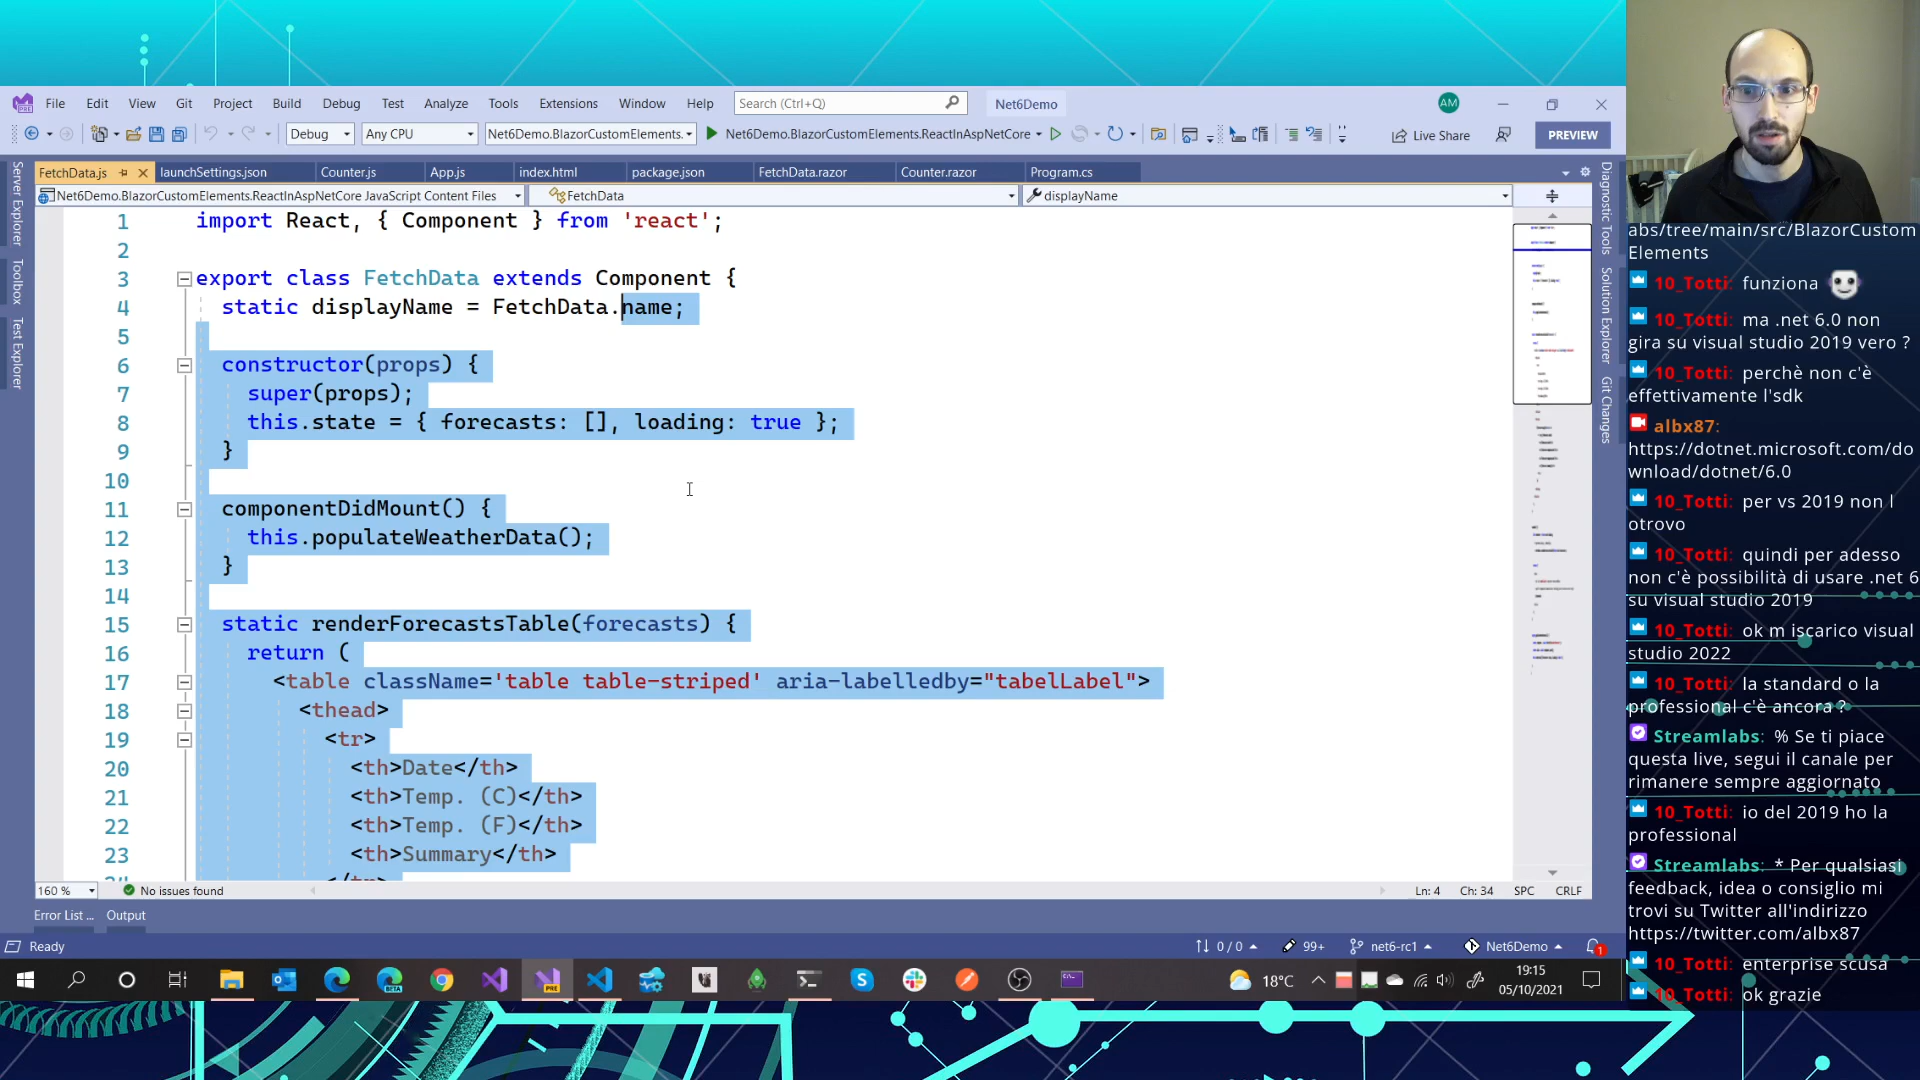 File Edit View Git Project Build Debug Test Analyze Tools Extensions Window Help Search (Ctrl+Q) Net6Demo AM
Debug Any CPU Net6Demo.BlazorCustomElements. Net6Demo.BlazorCustomElements.ReactInAspNetCore Live Share PREVIEW
FetchData.js launchSettings.json Counter.js App.js index.html package.json FetchData.razor Counter.razor Program.cs
Net6Demo.BlazorCustomElements.ReactInAspNetCore JavaScript Content Files FetchData displayName
Server Explorer
Toolbox
Test Explorer
1 import React, { Component } from 'react';
2
3 export class FetchData extends Component {
4 static displayName = FetchData.name;
5
6 constructor(props) {
7 super(props);
8 this.state = { forecasts: [], loading: true };
9 }
10
11 componentDidMount() {
12 this.populateWeatherData();
13 }
14
15 static renderForecastsTable(forecasts) {
16 return (
17 <table className='table table-striped' aria-labelledby="tabelLabel">
18 <thead>
19 <tr>
20 <th>Date</th>
21 <th>Temp. (C)</th>
22 <th>Temp. (F)</th>
23 <th>Summary</th>
Diagnostic Tools
Solution Explorer
Git Changes
160 % No issues found Ln: 4 Ch: 34 SPC CRLF
Error List ... Output
Ready 0 / 0 99+ net6-rc1 Net6Demo 1
BETA PRE 18°C 19:15
05/10/2021
abs/tree/main/src/BlazorCustom
Elements
10_Totti: funziona
10_Totti: ma .net 6.0 non
gira su visual studio 2019 vero ?
10_Totti: perchè non c'è
effettivamente l'sdk
albx87:
https://dotnet.microsoft.com/do
wnload/dotnet/6.0
10_Totti: per vs 2019 non l
otrovo
10_Totti: quindi per adesso
non c'è possibilità di usare .net 6
su visual studio 2019
10_Totti: ok m iscarico visual
studio 2022
10_Totti: la standard o la
professional c'è ancora ?
Streamlabs: % Se ti piace
questa live, segui il canale per
rimanere sempre aggiornato
10_Totti: io del 2019 ho la
professional
Streamlabs: * Per qualsiasi
feedback, idea o consiglio mi
trovi su Twitter all'indirizzo
https://twitter.com/albx87
10_Totti: enterprise scusa
10_Totti: ok grazie